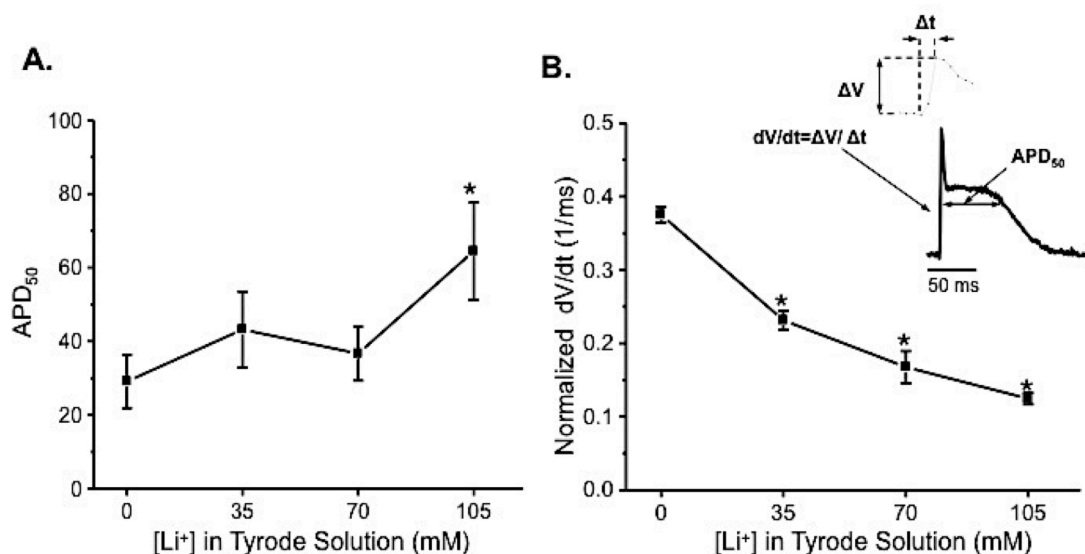 A.
APD₅₀
100
80
60
40
20
0
*
0 35 70 105
[Li⁺] in Tyrode Solution (mM)
B.
Δt
ΔV
dV/dt=ΔV/ Δt
APD₅₀
50 ms
Normalized dV/dt (1/ms)
0.5
0.4
0.3
0.2
0.1
0.0
*
*
*
0 35 70 105
[Li⁺] in Tyrode Solution (mM)